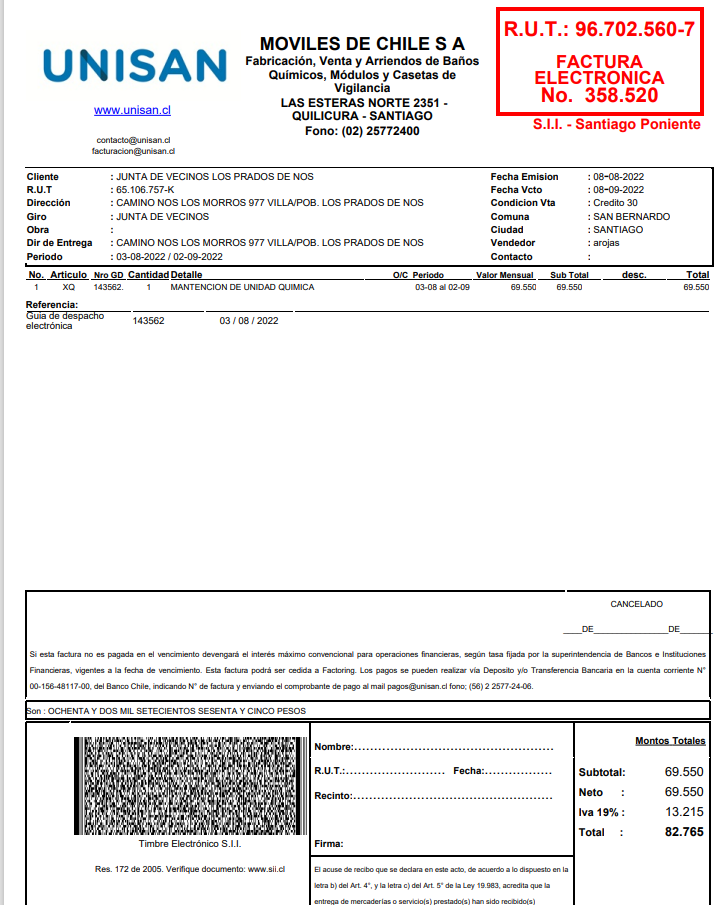 UNISAN
www.unisan.cl
contacto@unisan.cl
facturacion@unisan.cl
MOVILES DE CHILE S A
Fabricación, Venta y Arriendos de Baños
Químicos, Módulos y Casetas de
Vigilancia
LAS ESTERAS NORTE 2351 -
QUILICURA - SANTIAGO
Fono: (02) 25772400
R.U.T.: 96.702.560-7
FACTURA
ELECTRONICA
No. 358.520
S.I.I. - Santiago Poniente
Cliente : JUNTA DE VECINOS LOS PRADOS DE NOS
R.U.T : 65.106.757-K
Dirección : CAMINO NOS LOS MORROS 977 VILLA/POB. LOS PRADOS DE NOS
Giro : JUNTA DE VECINOS
Obra :
Dir de Entrega : CAMINO NOS LOS MORROS 977 VILLA/POB. LOS PRADOS DE NOS
Periodo : 03-08-2022 / 02-09-2022
Fecha Emision : 08-08-2022
Fecha Vcto : 08-09-2022
Condicion Vta : Credito 30
Comuna : SAN BERNARDO
Ciudad : SANTIAGO
Vendedor : arojas
Contacto :
No. Articulo Nro GD Cantidad Detalle O/C Periodo Valor Mensual Sub Total desc. Total
1 XQ 143562. 1 MANTENCION DE UNIDAD QUIMICA 03-08 al 02-09 69.550 69.550 69.550
Referencia:
Guia de despacho
electrónica 143562 03 / 08 / 2022
CANCELADO
____DE______________DE______
Si esta factura no es pagada en el vencimiento devengará el interés máximo convencional para operaciones financieras, según tasa fijada por la superintendencia de Bancos e Instituciones
Financieras, vigentes a la fecha de vencimiento. Esta factura podrá ser cedida a Factoring. Los pagos se pueden realizar vía Deposito y/o Transferencia Bancaria en la cuenta corriente N°
00-156-48117-00, del Banco Chile, indicando N° de factura y enviando el comprobante de pago al mail pagos@unisan.cl fono; (56) 2 2577-24-06.
Son : OCHENTA Y DOS MIL SETECIENTOS SESENTA Y CINCO PESOS
Timbre Electrónico S.I.I.
Res. 172 de 2005. Verifique documento: www.sii.cl
Nombre:......................................................
R.U.T.:........................... Fecha:..................
Recinto:......................................................
Firma:
El acuse de recibo que se declara en este acto, de acuerdo a lo dispuesto en la
letra b) del Art. 4°, y la letra c) del Art. 5° de la Ley 19.983, acredita que la
entrega de mercaderías o servicio(s) prestado(s) han sido recibido(s)
Montos Totales
Subtotal: 69.550
Neto : 69.550
Iva 19% : 13.215
Total : 82.765